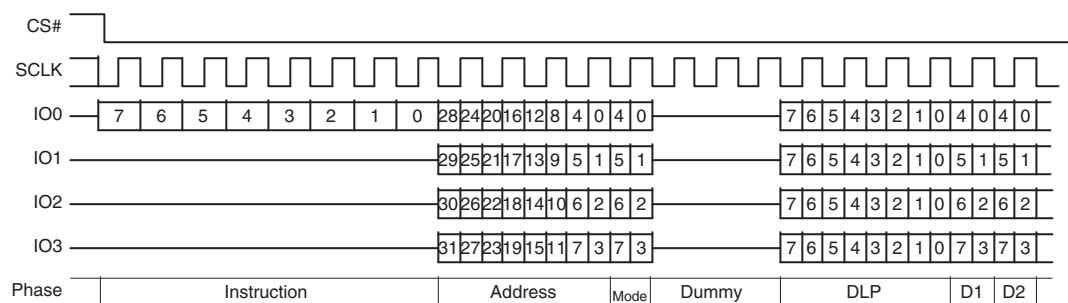 CS#
SCLK
IO0 7 6 5 4 3 2 1 0 28 24 20 16 12 8 4 0 4 0 7 6 5 4 3 2 1 0 4 0 4 0
IO1 29 25 21 17 13 9 5 1 5 1 7 6 5 4 3 2 1 0 5 1 5 1
IO2 30 26 22 18 14 10 6 2 6 2 7 6 5 4 3 2 1 0 6 2 6 2
IO3 31 27 23 19 15 11 7 3 7 3 7 6 5 4 3 2 1 0 7 3 7 3
Phase Instruction Address Mode Dummy DLP D1 D2